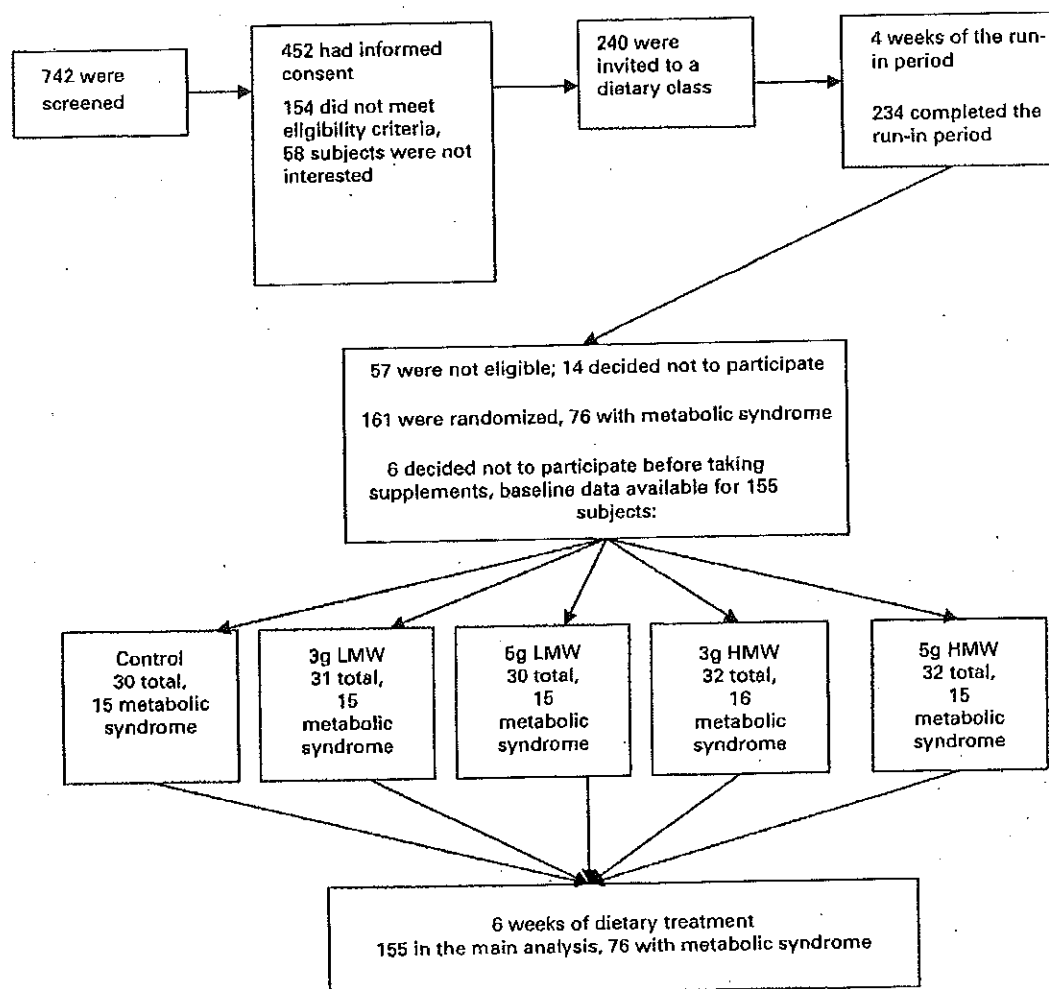 742 were
screened
452 had informed
consent
154 did not meet
eligibility criteria,
58 subjects were not
interested
240 were
invited to a
dietary class
4 weeks of the run-
in period
234 completed the
run-in period
57 were not eligible; 14 decided not to participate
161 were randomized, 76 with metabolic syndrome
6 decided not to participate before taking
supplements, baseline data available for 155
subjects:
Control
30 total,
15 metabolic
syndrome
3g LMW
31 total,
15
metabolic
syndrome
5g LMW
30 total,
15
metabolic
syndrome
3g HMW
32 total,
16
metabolic
syndrome
5g HMW
32 total,
15
metabolic
syndrome
6 weeks of dietary treatment
155 in the main analysis, 76 with metabolic syndrome